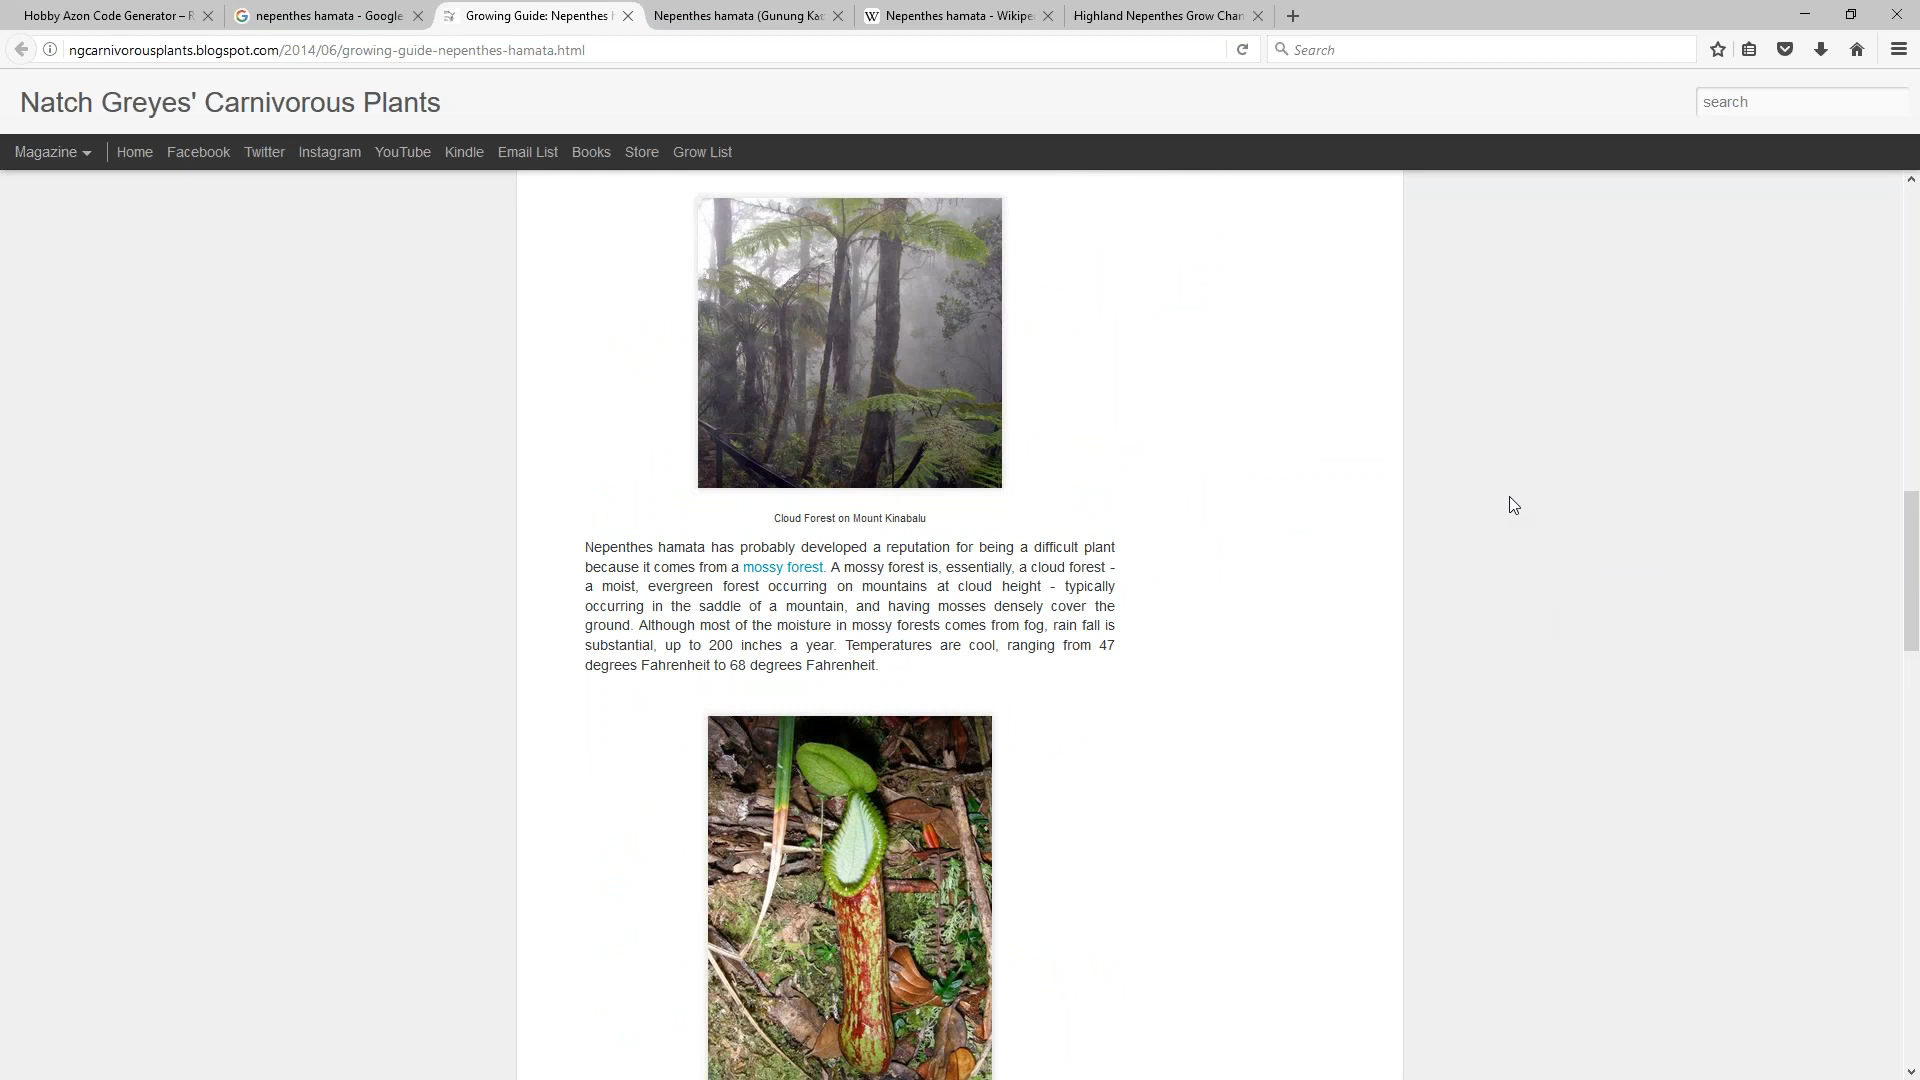 Hobby Azon Code Generator – R
nepenthes hamata - Google
Growing Guide: Nepenthes
Nepenthes hamata (Gunung Ka
Nepenthes hamata - Wikipe
Highland Nepenthes Grow Cham
ngcarnivorousplants.blogspot.com/2014/06/growing-guide-nepenthes-hamata.html
Search
Natch Greyes' Carnivorous Plants
search
Magazine
Home
Facebook
Twitter
Instagram
YouTube
Kindle
Email List
Books
Store
Grow List
Cloud Forest on Mount Kinabalu
Nepenthes hamata has probably developed a reputation for being a difficult plant
because it comes from a mossy forest. A mossy forest is, essentially, a cloud forest -
a moist, evergreen forest occurring on mountains at cloud height - typically
occurring in the saddle of a mountain, and having mosses densely cover the
ground. Although most of the moisture in mossy forests comes from fog, rain fall is
substantial, up to 200 inches a year. Temperatures are cool, ranging from 47
degrees Fahrenheit to 68 degrees Fahrenheit.